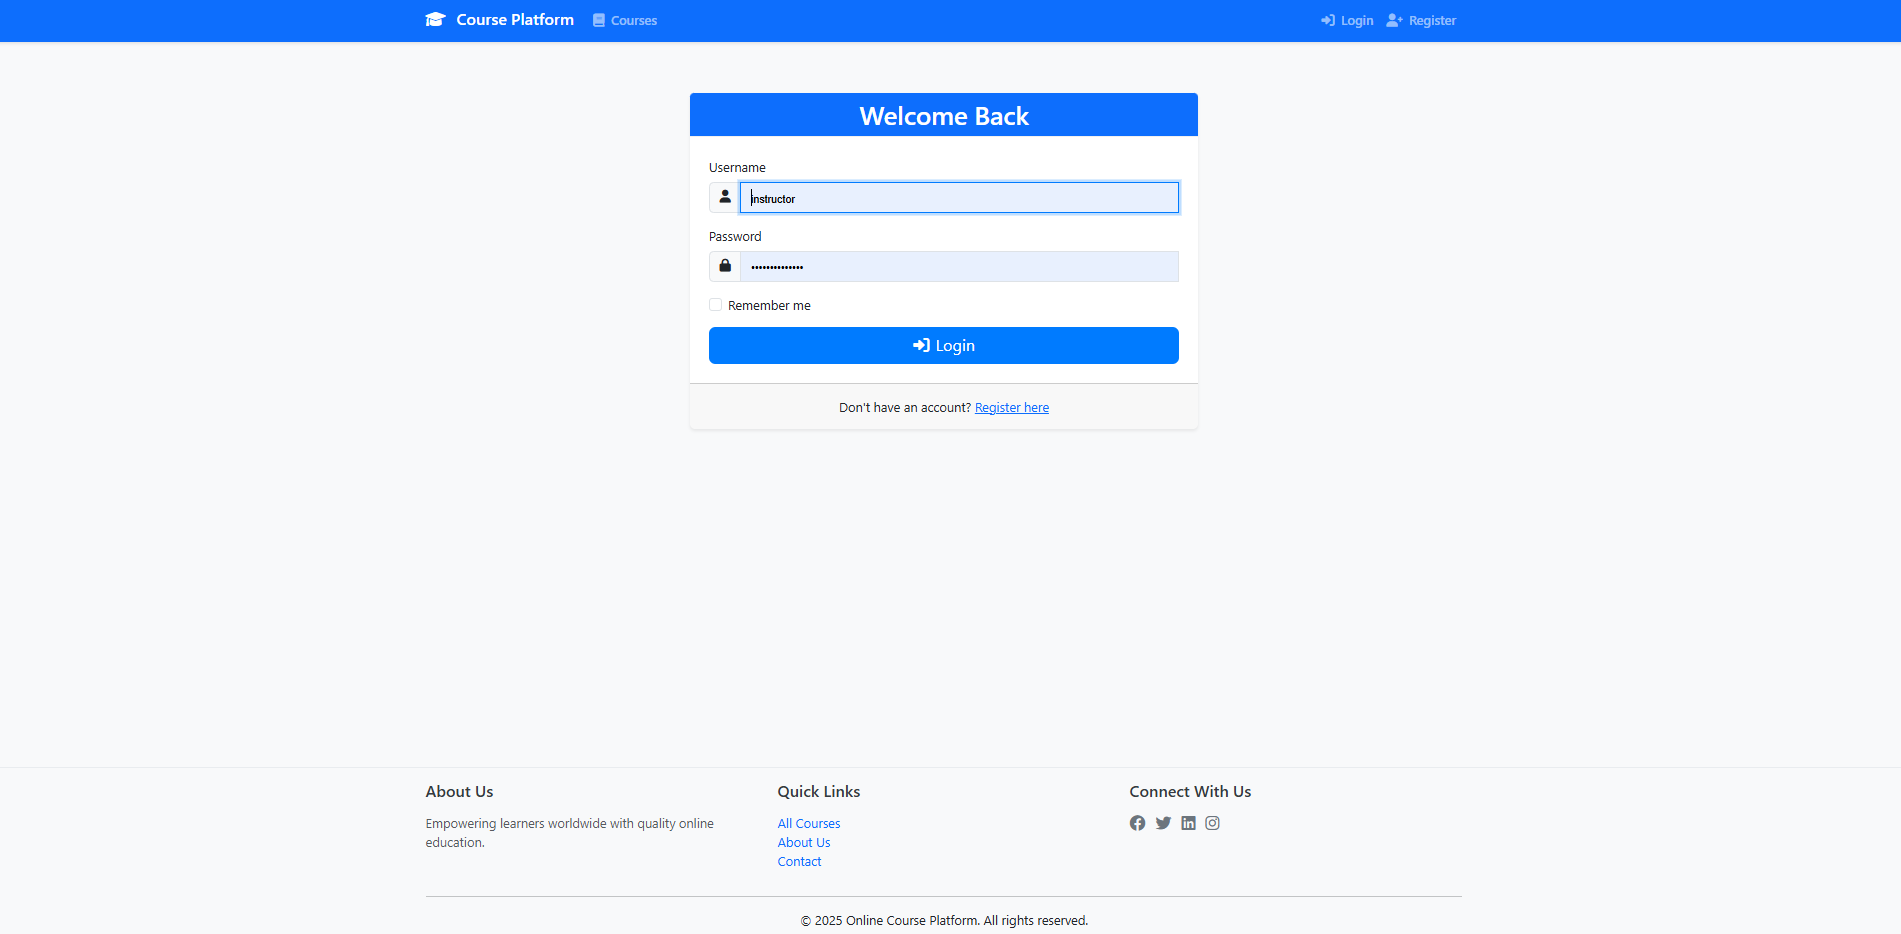 Course Platform Courses Login Register
Welcome Back
Username
instructor
Password
••••••••••••••
Remember me
Login
Don't have an account? Register here
About Us
Empowering learners worldwide with quality online
education.
Quick Links
All Courses
About Us
Contact
Connect With Us
© 2025 Online Course Platform. All rights reserved.